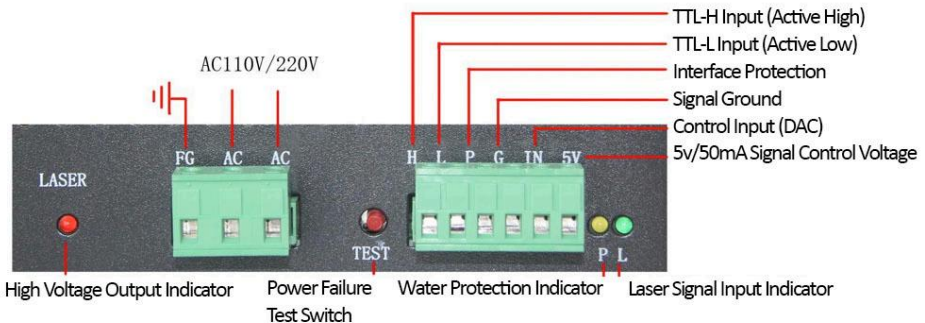 TTL-H Input (Active High)
TTL-L Input (Active Low)
Interface Protection
Signal Ground
Control Input (DAC)
5v/50mA Signal Control Voltage
AC110V/220V
FG AC AC
H L P G IN 5V
LASER
TEST
P L
High Voltage Output Indicator
Power Failure
Test Switch
Water Protection Indicator
Laser Signal Input Indicator